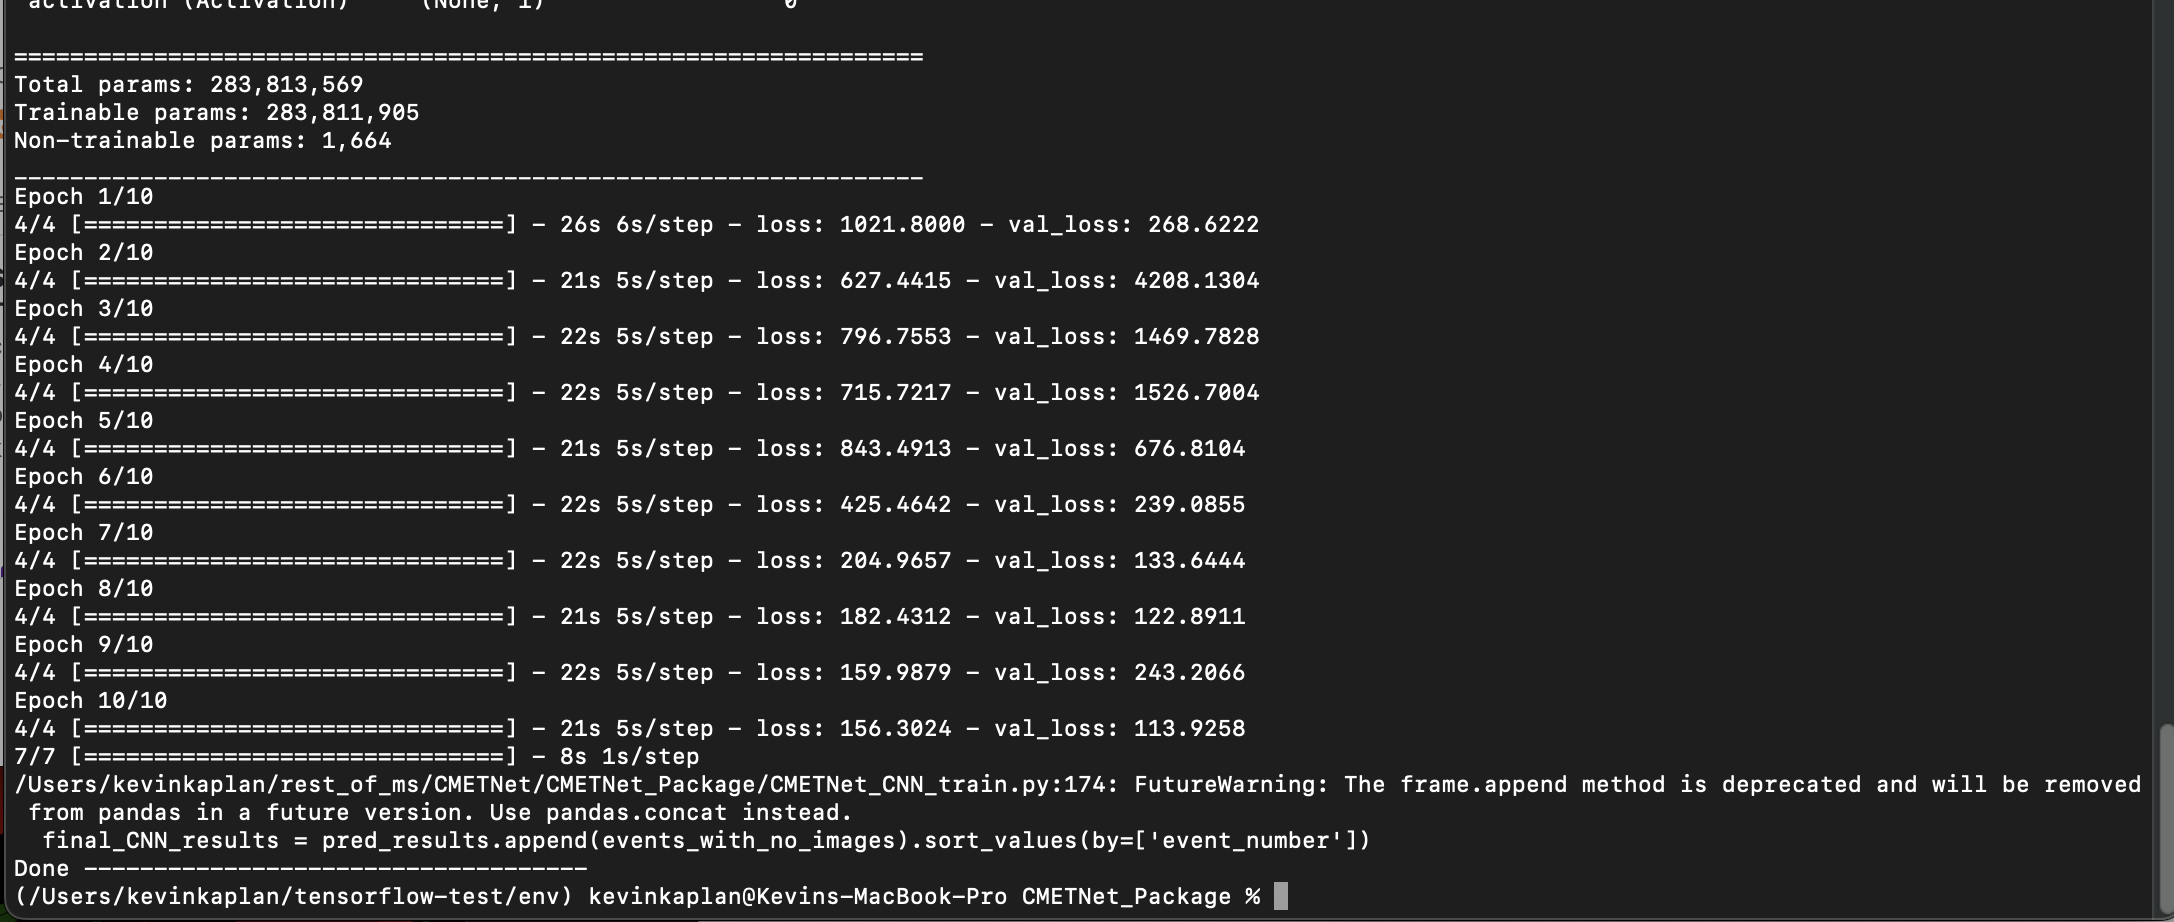 activation (Activation)     (None, 1)                 0
=================================================================
Total params: 283,813,569
Trainable params: 283,811,905
Non-trainable params: 1,664
_________________________________________________________________
Epoch 1/10
4/4 [==============================] - 26s 6s/step - loss: 1021.8000 - val_loss: 268.6222
Epoch 2/10
4/4 [==============================] - 21s 5s/step - loss: 627.4415 - val_loss: 4208.1304
Epoch 3/10
4/4 [==============================] - 22s 5s/step - loss: 796.7553 - val_loss: 1469.7828
Epoch 4/10
4/4 [==============================] - 22s 5s/step - loss: 715.7217 - val_loss: 1526.7004
Epoch 5/10
4/4 [==============================] - 21s 5s/step - loss: 843.4913 - val_loss: 676.8104
Epoch 6/10
4/4 [==============================] - 22s 5s/step - loss: 425.4642 - val_loss: 239.0855
Epoch 7/10
4/4 [==============================] - 22s 5s/step - loss: 204.9657 - val_loss: 133.6444
Epoch 8/10
4/4 [==============================] - 21s 5s/step - loss: 182.4312 - val_loss: 122.8911
Epoch 9/10
4/4 [==============================] - 22s 5s/step - loss: 159.9879 - val_loss: 243.2066
Epoch 10/10
4/4 [==============================] - 21s 5s/step - loss: 156.3024 - val_loss: 113.9258
7/7 [==============================] - 8s 1s/step
/Users/kevinkaplan/rest_of_ms/CMETNet/CMETNet_Package/CMETNet_CNN_train.py:174: FutureWarning: The frame.append method is deprecated and will be removed
from pandas in a future version. Use pandas.concat instead.
final_CNN_results = pred_results.append(events_with_no_images).sort_values(by=['event_number'])
Done ------------------------------------
(/Users/kevinkaplan/tensorflow-test/env) kevinkaplan@Kevins-MacBook-Pro CMETNet_Package %